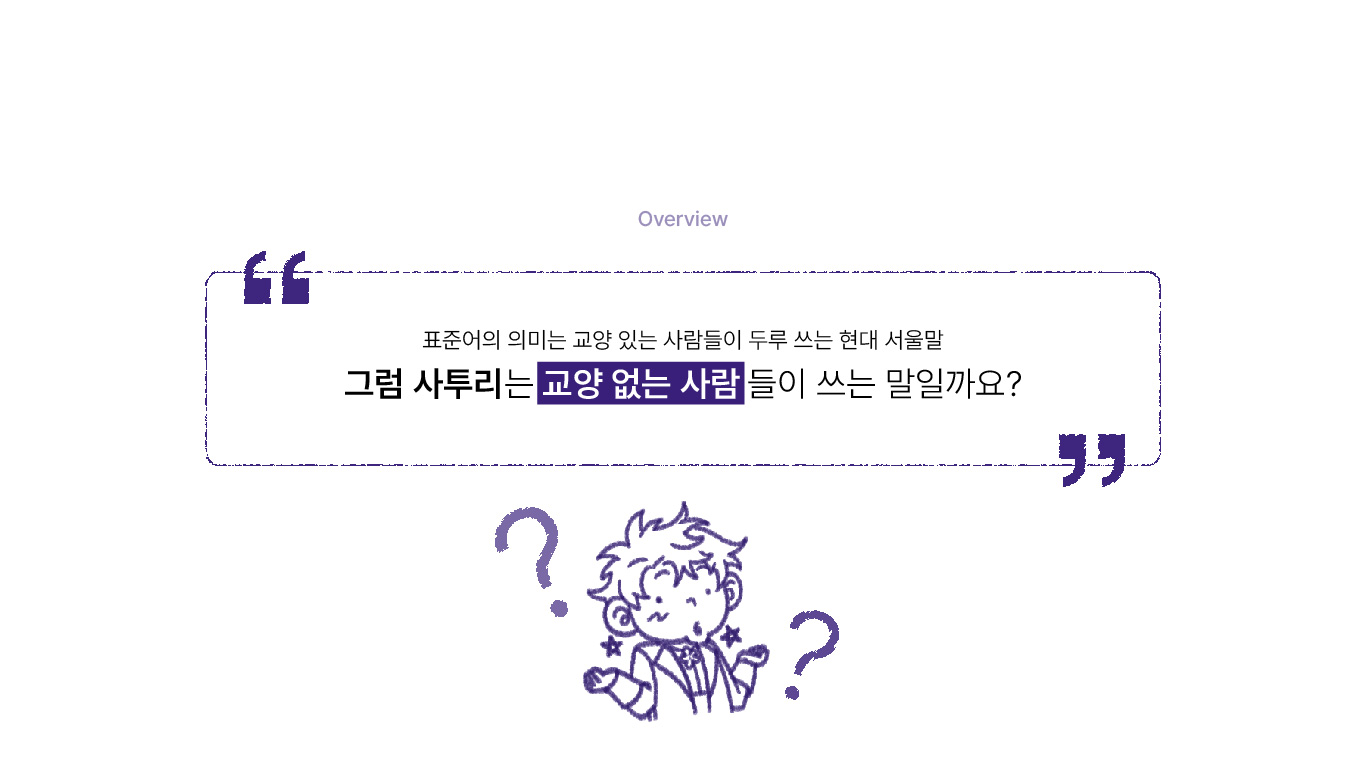 Overview
“
표준어의 의미는 교양 있는 사람들이 두루 쓰는 현대 서울말
그럼 사투리는 교양 없는 사람들이 쓰는 말일까요?
”
? ?